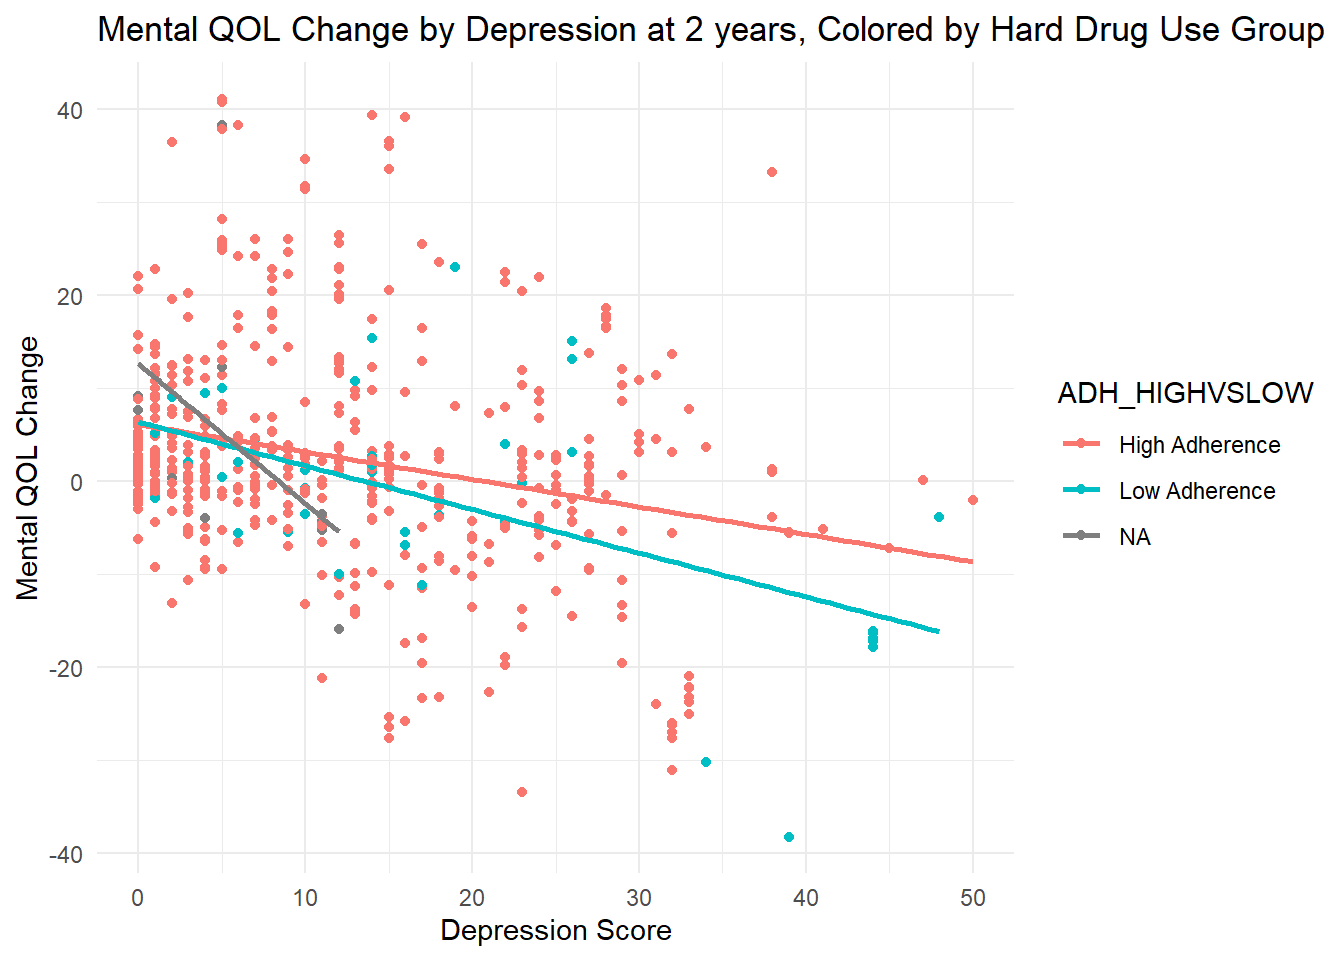 Mental QOL Change by Depression at 2 years, Colored by Hard Drug Use Group
Mental QOL Change
40
20
0
-20
-40
0 10 20 30 40 50
Depression Score
ADH_HIGHVSLOW
High Adherence
Low Adherence
NA